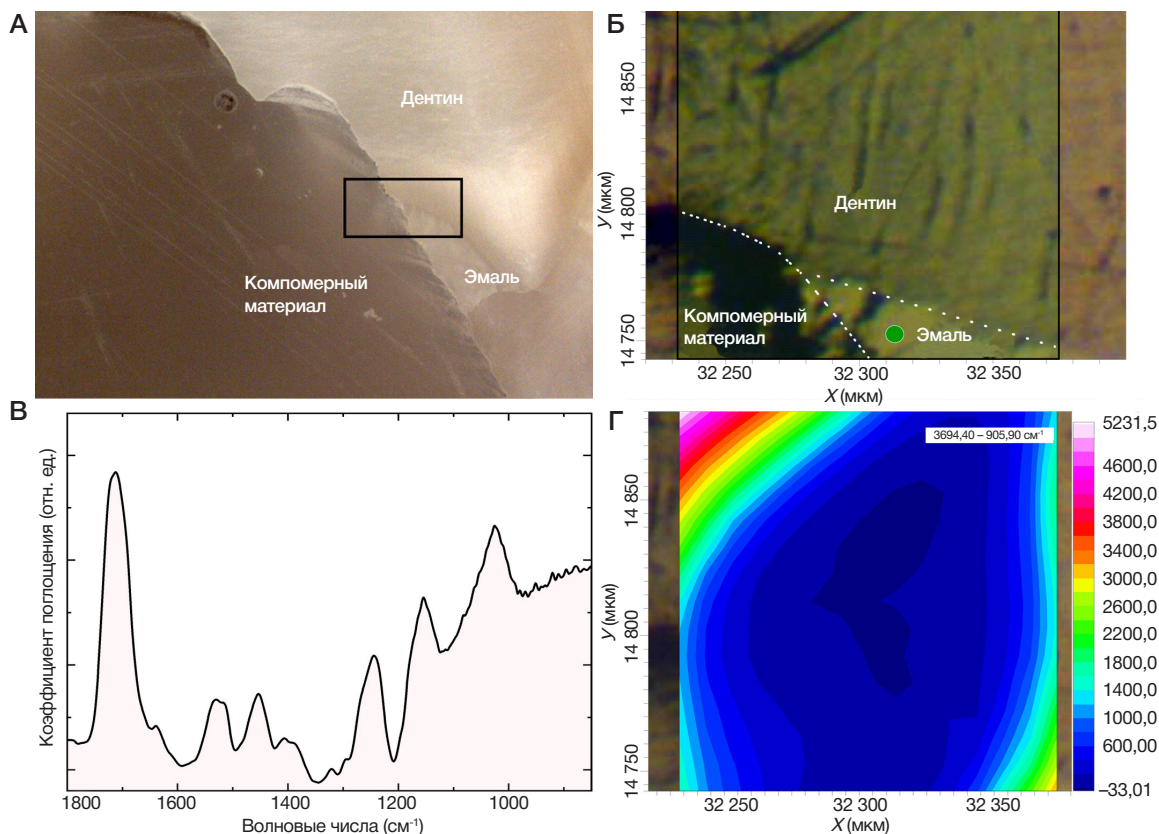 А
Дентин
Компомерный
материал
Эмаль
Б
Y (мкм)
14 850
14 800
14 750
Дентин
Компомерный
материал
Эмаль
32 250
32 300
32 350
X (мкм)
В
Коэффициент поглощения (отн. ед.)
1800
1600
1400
1200
1000
Волновые числа (см-1)
Г
3694,40 – 905,90 см-1
Y (мкм)
14 850
14 800
14 750
32 250
32 300
32 350
X (мкм)
5231,5
4600,0
4200,0
3800,0
3400,0
3000,0
2600,0
2200,0
1800,0
1400,0
1000,0
600,00
–33,01